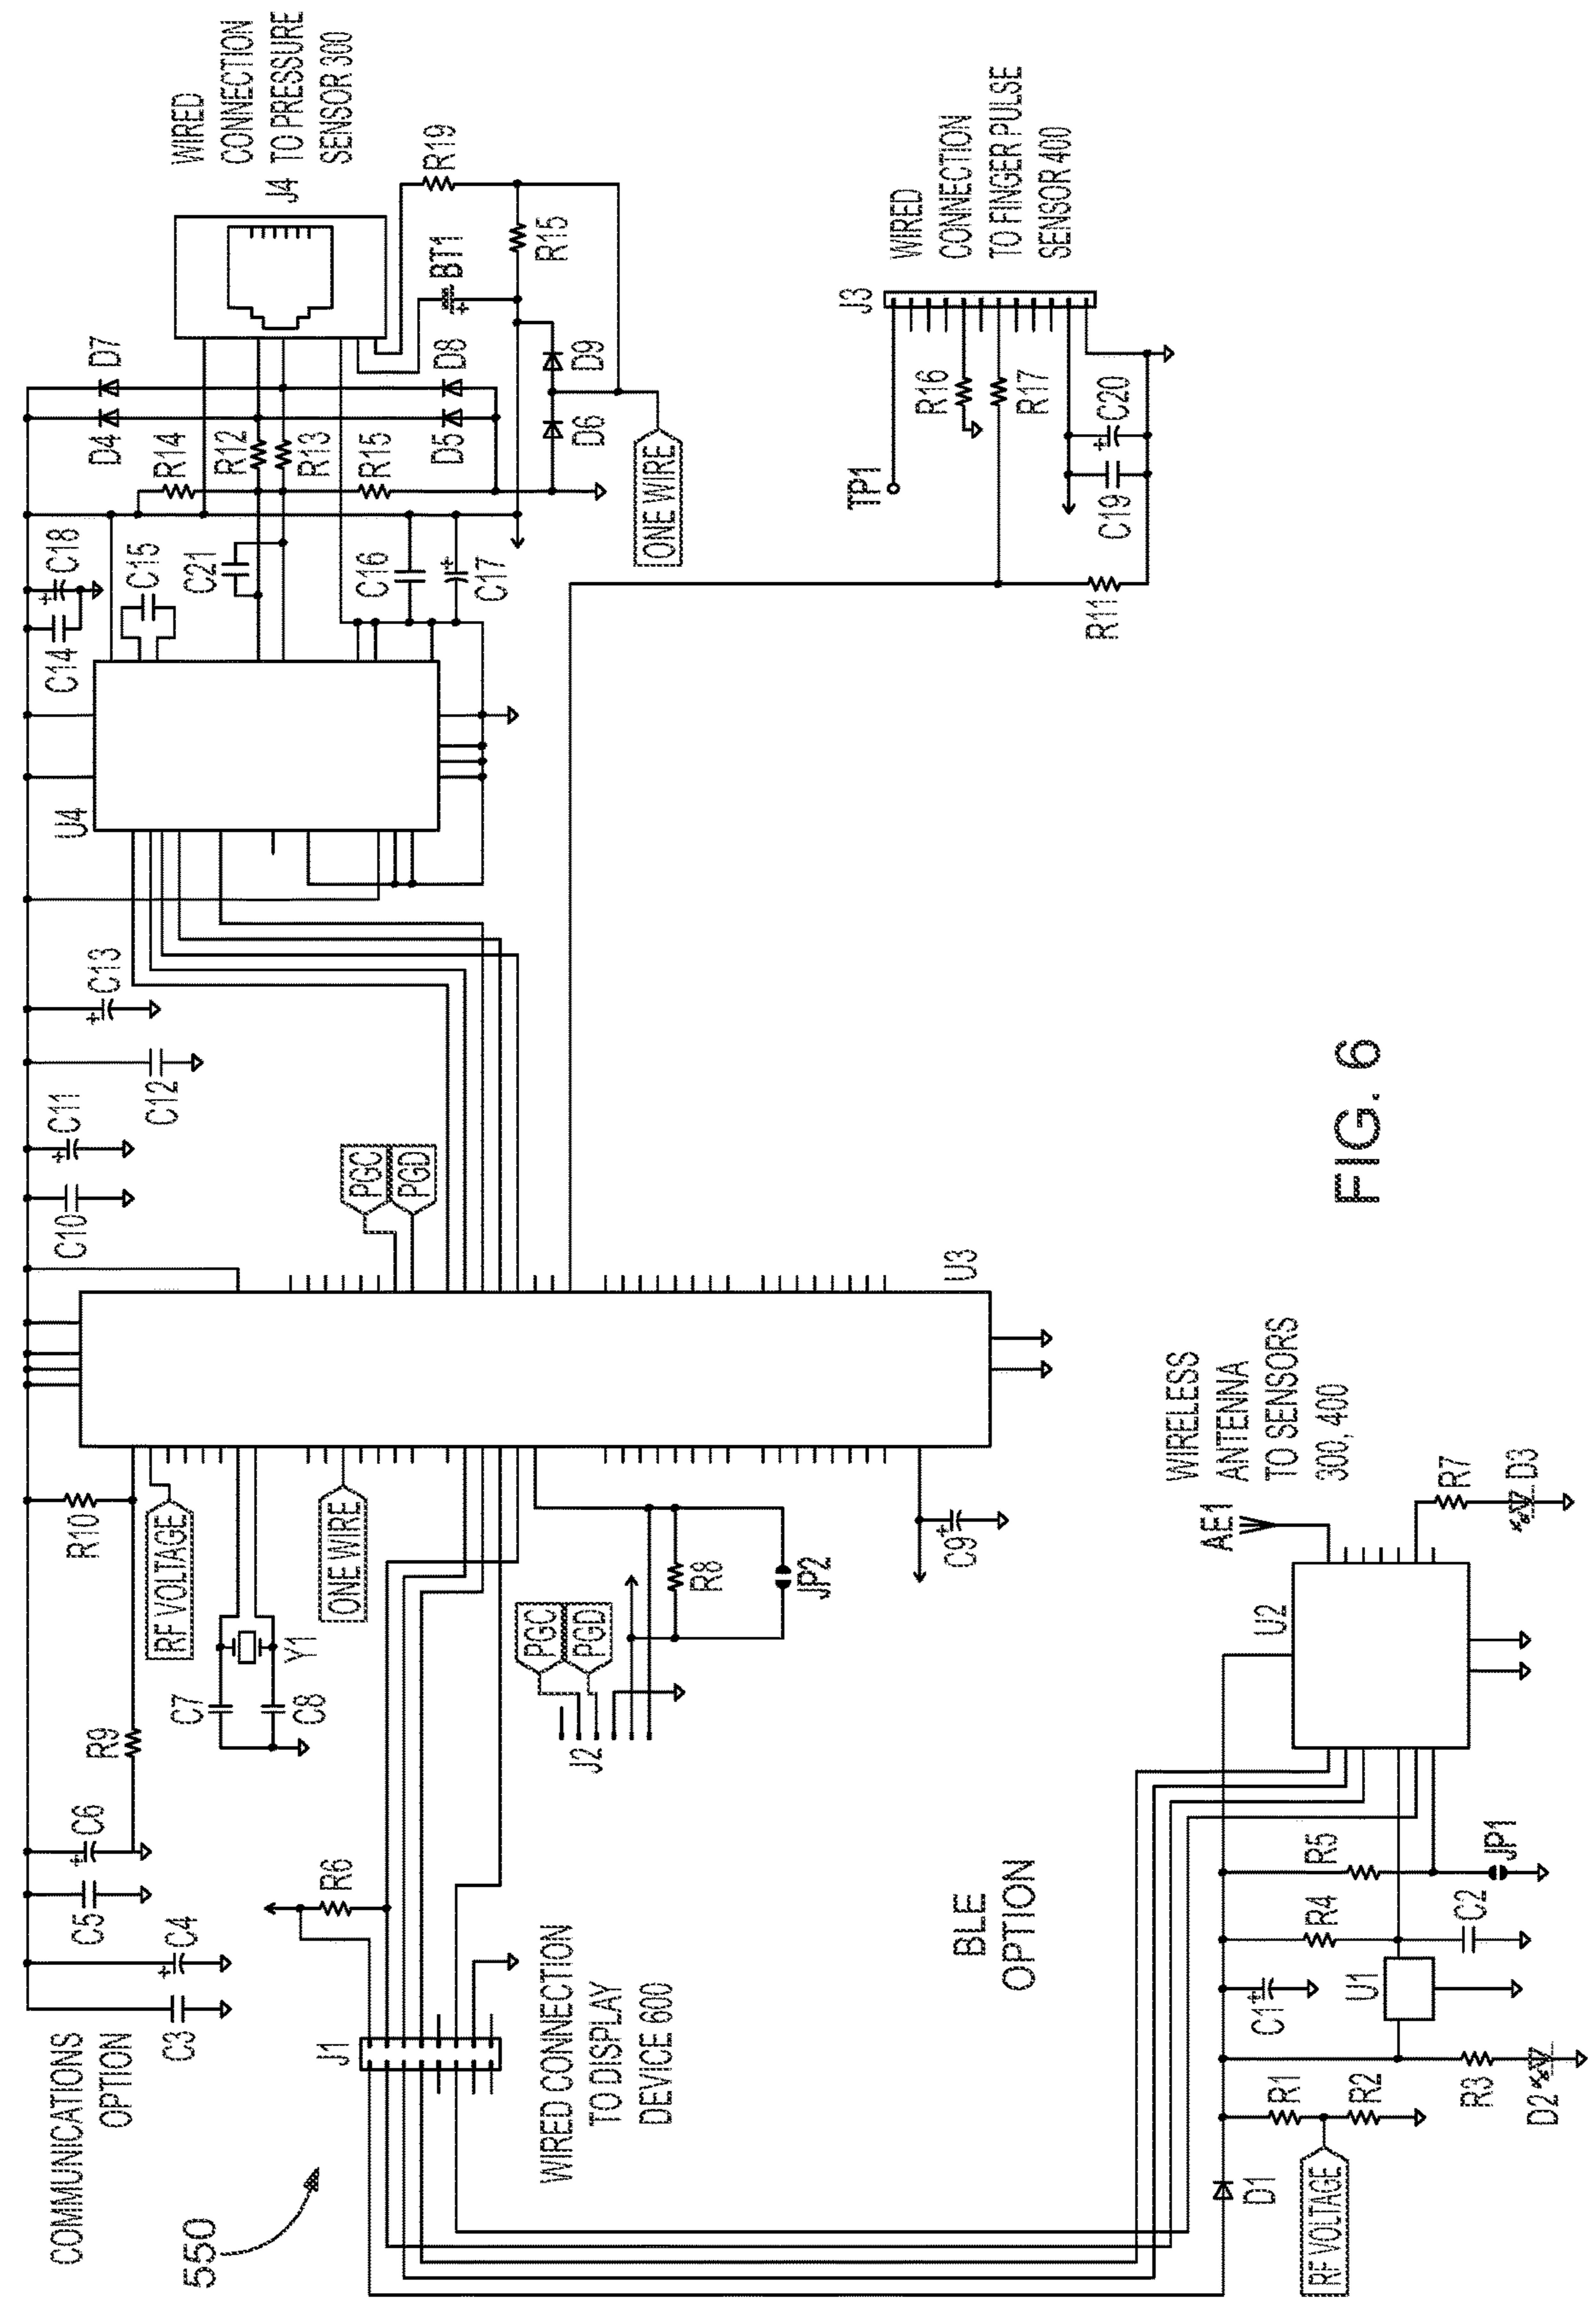 COMMUNICATIONS
OPTION
550
C3
C4
C5
C6
R9
R10
RF VOLTAGE
C7
C8
Y1
ONE WIRE
R6
J1
WIRED CONNECTION
TO DISPLAY
DEVICE 600
PGC
PGD
J2
R8
JP2
C9
U3
PGC
PGD
C10
C11
C12
C13
U4
C14
C18
C15
C21
C16
C17
R14
R12
R13
R15
D4
D7
D5
D8
D6
D9
ONE WIRE
J4
WIRED
CONNECTION
TO PRESSURE
SENSOR 300
BT1
R19
R15
TP1
J3
R16
R17
C19
C20
R11
WIRED
CONNECTION
TO FINGER PULSE
SENSOR 400
BLE
OPTION
D1
RF VOLTAGE
R1
R2
R3
D2
C1
U1
R4
C2
R5
JP1
U2
AE1
WIRELESS
ANTENNA
TO SENSORS
300, 400
R7
D3
FIG. 6